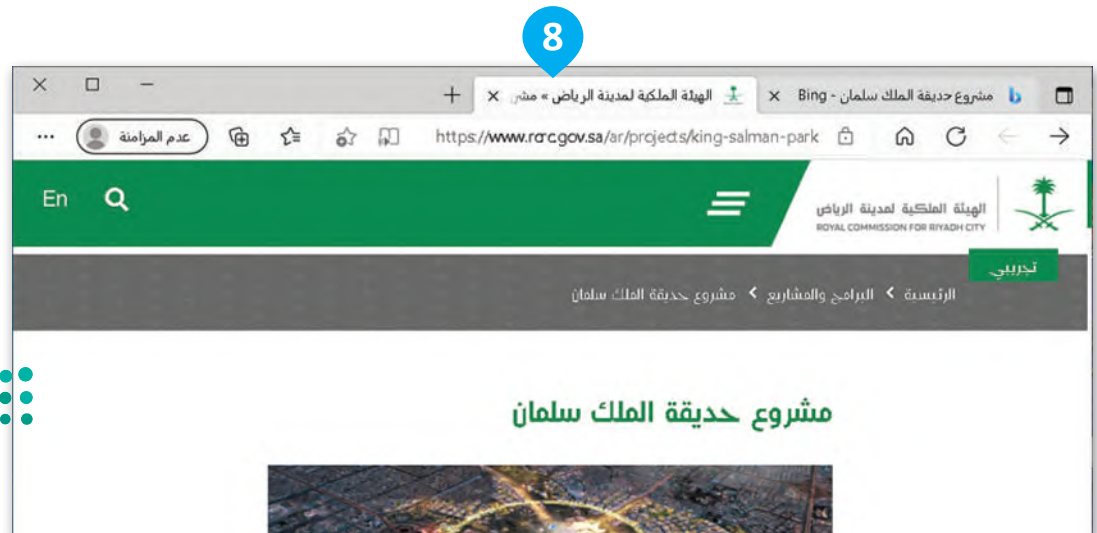 8
مشروع حديقة الملك سلمان - Bing
الهيئة الملكية لمدينة الرياض » مشر
https://www.rcrc.gov.sa/ar/projects/king-salman-park
عدم المزامنة
الهيئة الملكية لمدينة الرياض
ROYAL COMMISSION FOR RIYADH CITY
En
تجريبي
الرئيسية > البرامج والمشاريع > مشروع حديقة الملك سلمان
مشروع حديقة الملك سلمان